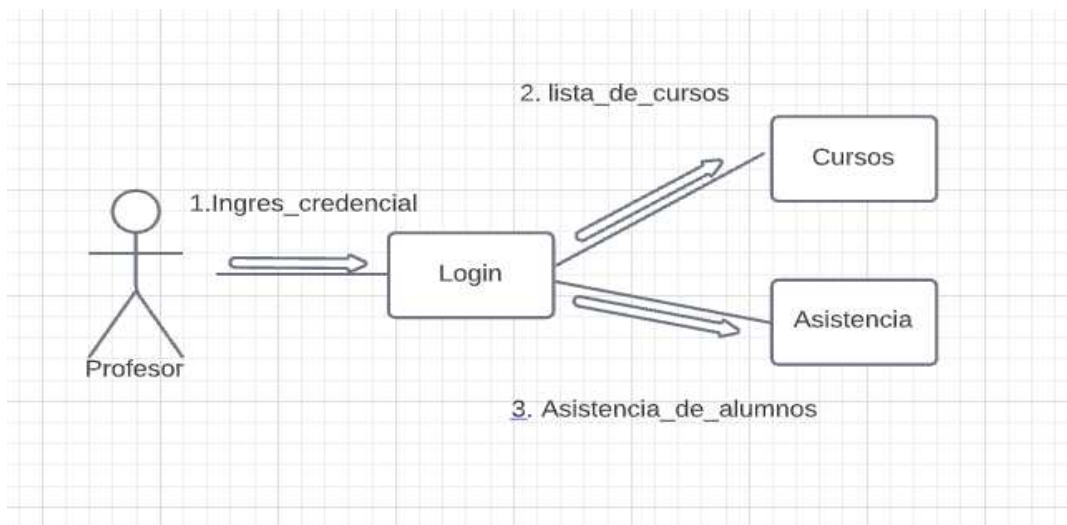 2. lista_de_cursos
Cursos
1.Ingres_credencial
Login
Asistencia
Profesor
3. Asistencia_de_alumnos